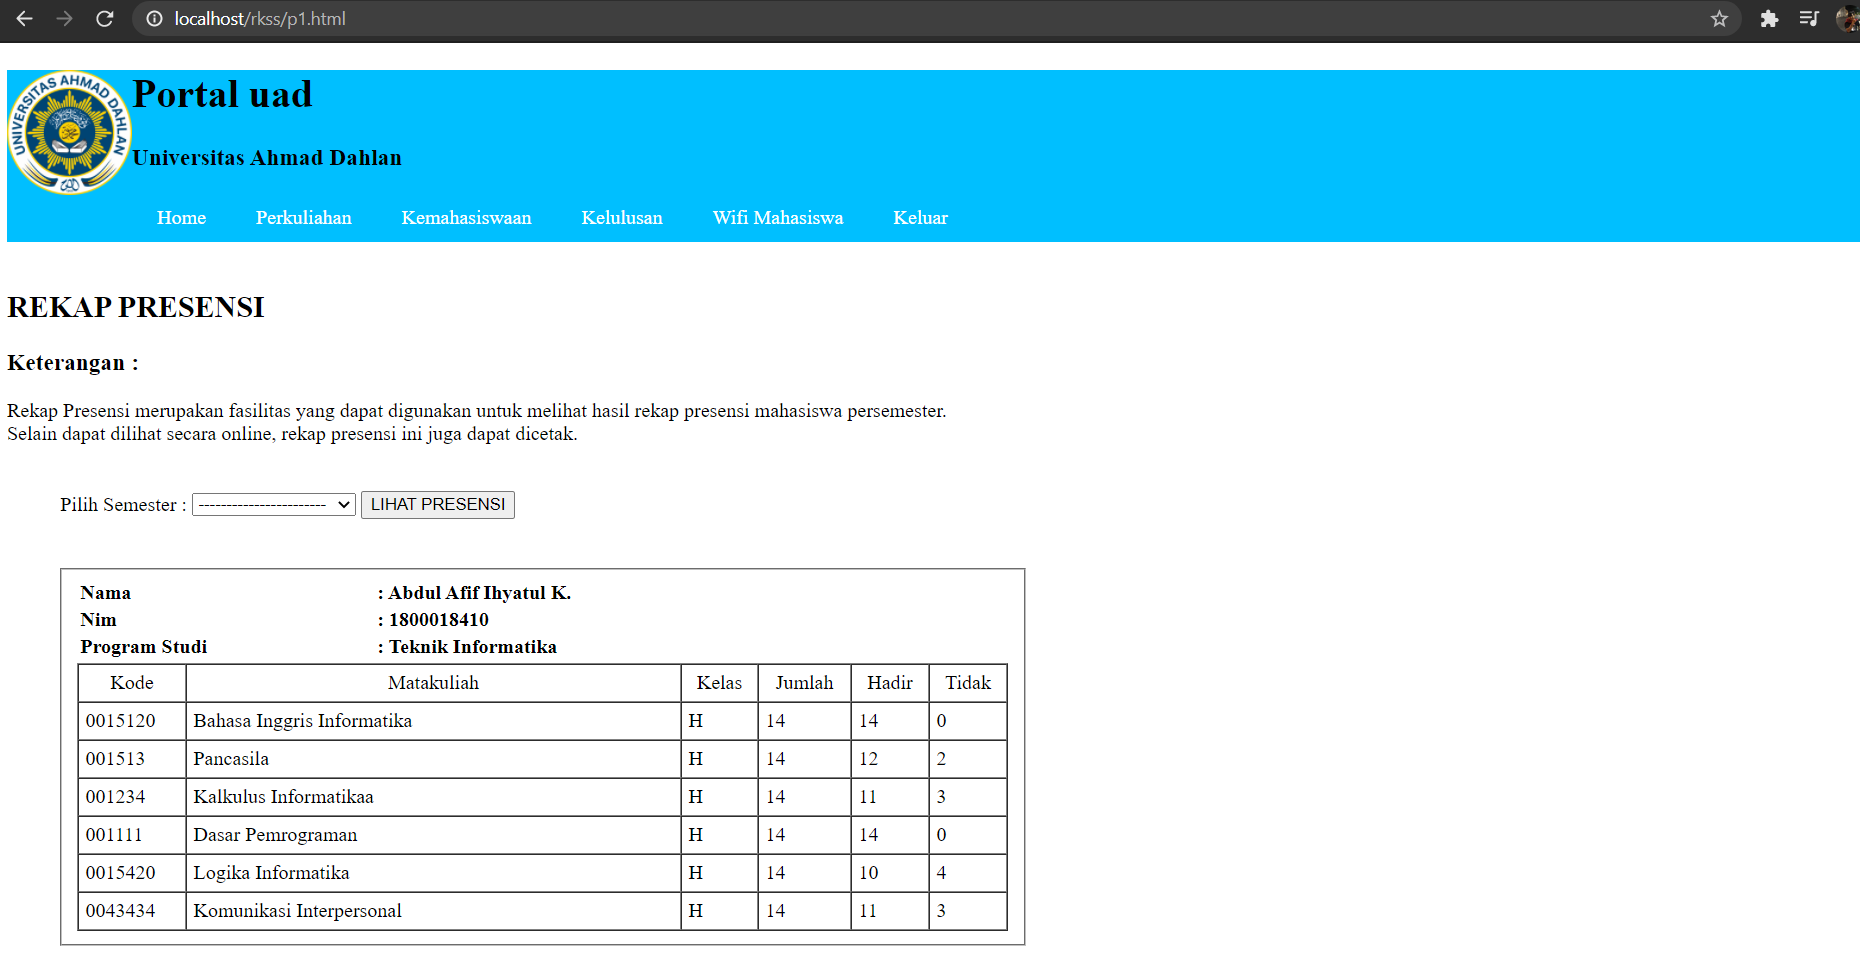 localhost/rkss/p1.html
UNIVERSITAS AHMAD DAHLAN
Portal uad
Universitas Ahmad Dahlan
Home Perkuliahan Kemahasiswaan Kelulusan Wifi Mahasiswa Keluar
REKAP PRESENSI
Keterangan :
Rekap Presensi merupakan fasilitas yang dapat digunakan untuk melihat hasil rekap presensi mahasiswa persemester.
Selain dapat dilihat secara online, rekap presensi ini juga dapat dicetak.
Pilih Semester : ----------------------- LIHAT PRESENSI
Nama : Abdul Afif Ihyatul K.
Nim : 1800018410
Program Studi : Teknik Informatika
Kode Matakuliah Kelas Jumlah Hadir Tidak
0015120 Bahasa Inggris Informatika H 14 14 0
001513 Pancasila H 14 12 2
001234 Kalkulus Informatikaa H 14 11 3
001111 Dasar Pemrograman H 14 14 0
0015420 Logika Informatika H 14 10 4
0043434 Komunikasi Interpersonal H 14 11 3